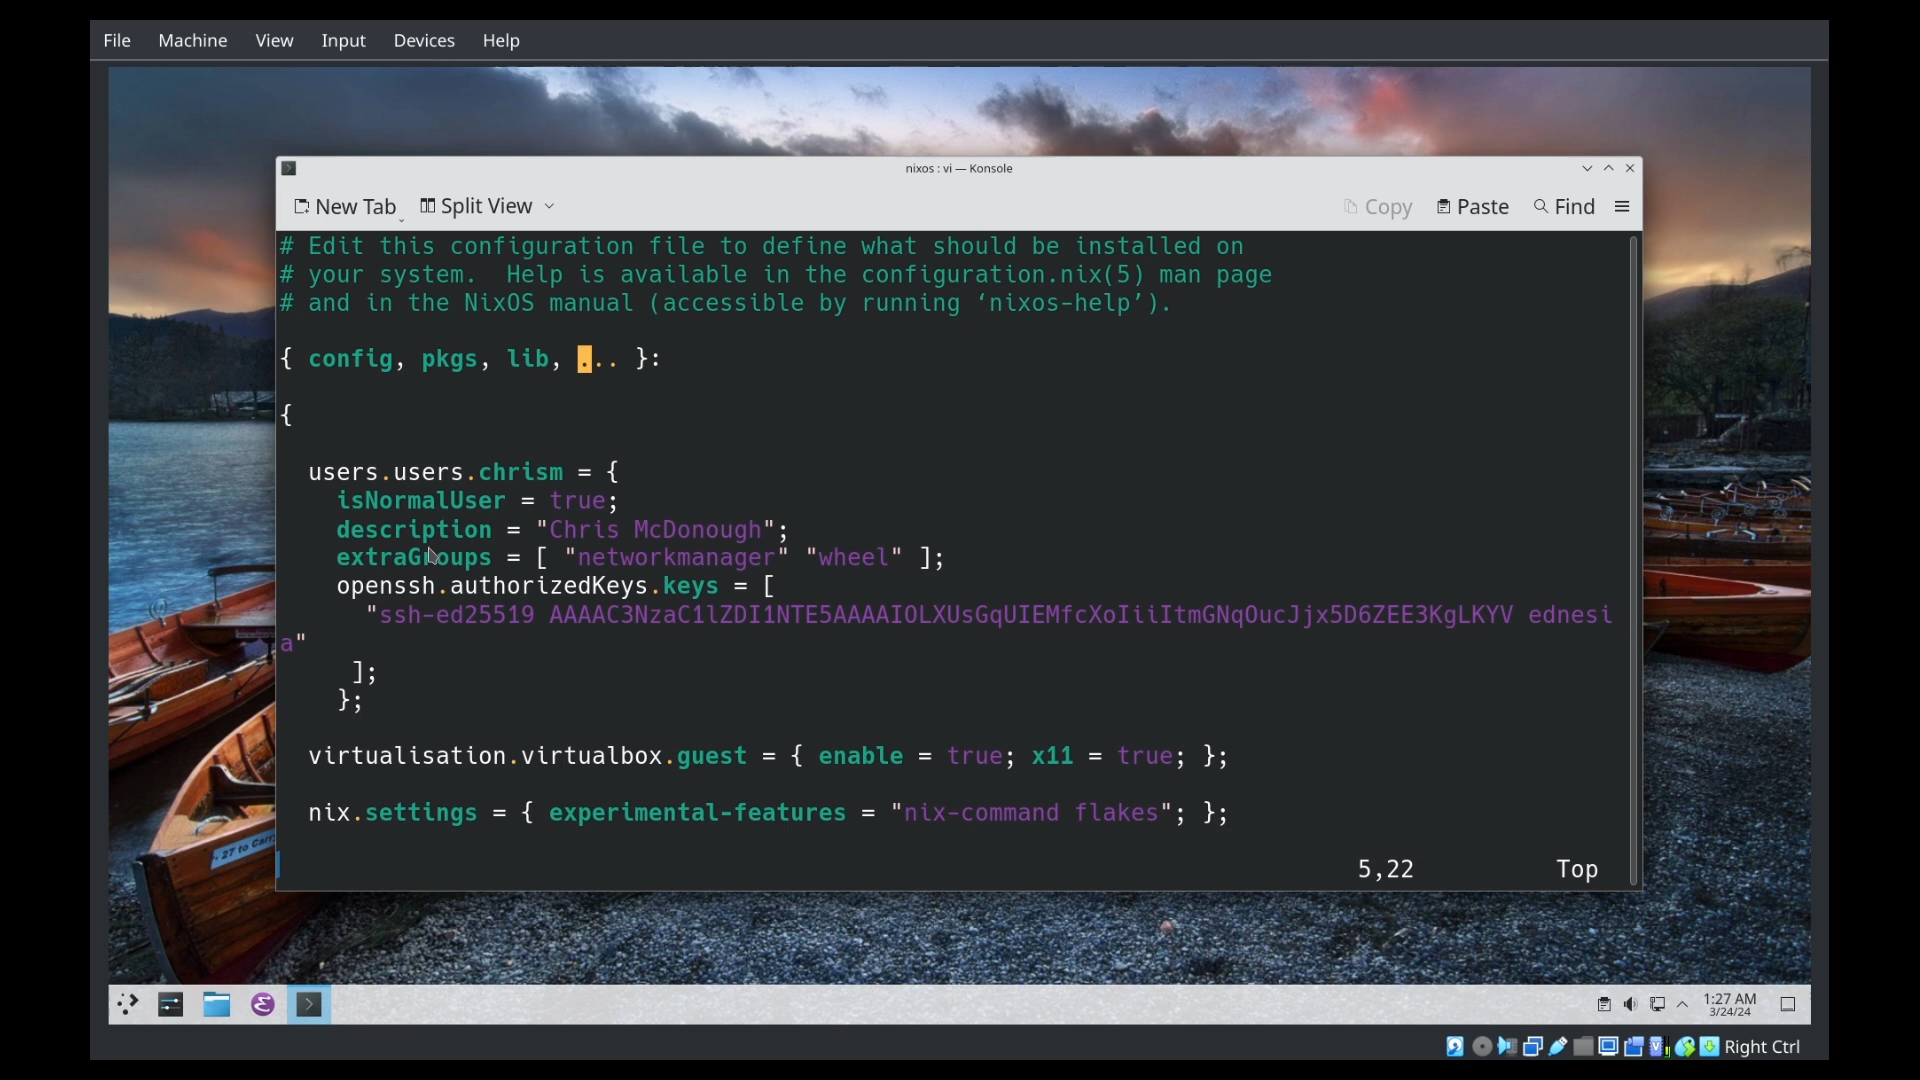 File Machine View Input Devices Help
nixos : vi — Konsole
New Tab Split View Copy Paste Find
# Edit this configuration file to define what should be installed on
# your system.  Help is available in the configuration.nix(5) man page
# and in the NixOS manual (accessible by running ‘nixos-help’).
{ config, pkgs, lib, ... }:
{
users.users.chrism = {
isNormalUser = true;
description = "Chris McDonough";
extraGroups = [ "networkmanager" "wheel" ];
openssh.authorizedKeys.keys = [
"ssh-ed25519 AAAAC3NzaC1lZDI1NTE5AAAAIOLXUsGqUIEMfcXoIiiItmGNqOucJjx5D6ZEE3KgLKYV ednesi
a"
];
};
virtualisation.virtualbox.guest = { enable = true; x11 = true; };
nix.settings = { experimental-features = "nix-command flakes"; };
5,22 Top
27 to Carry
1:27 AM
3/24/24
Right Ctrl